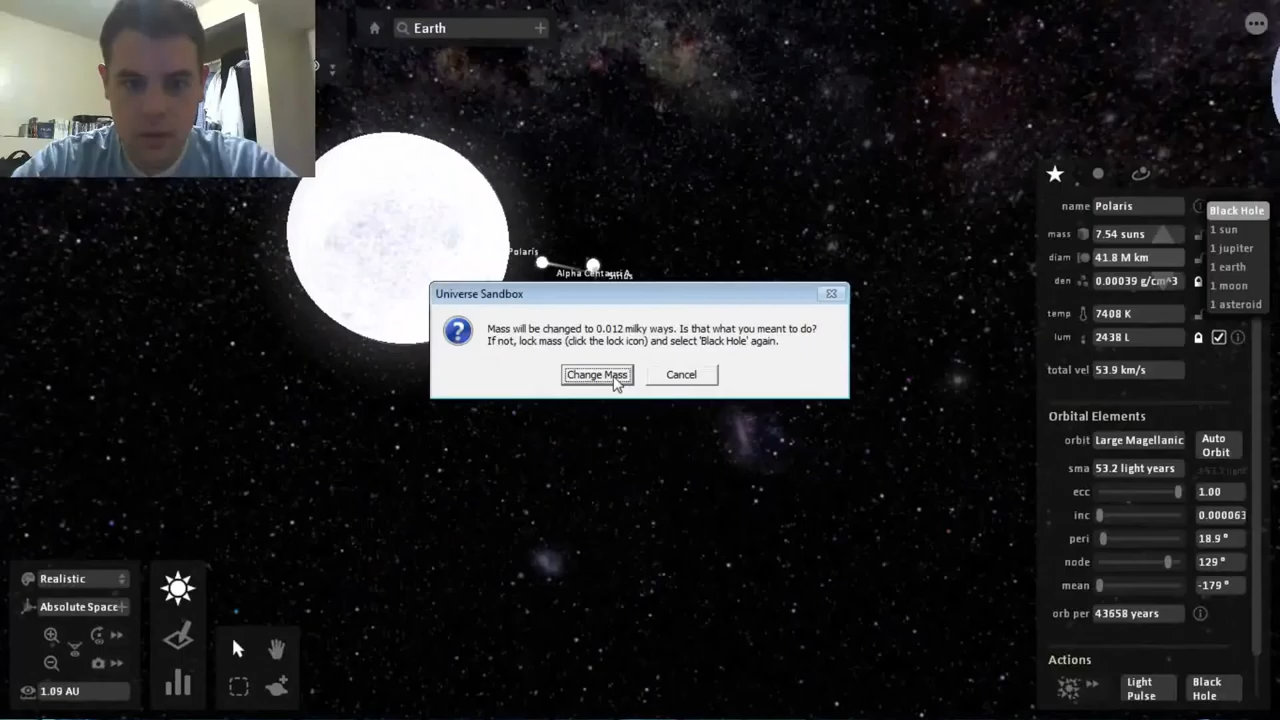 Earth
Polaris
Alpha Centauri A
Universe Sandbox
Mass will be changed to 0.012 milky ways. Is that what you meant to do?
If not, lock mass (click the lock icon) and select 'Black Hole' again.
Change Mass
Cancel
name Polaris
mass 7.54 suns
diam 41.8 M km
den 0.00039 g/cm^3
temp 7408 K
lum 2438 L
total vel 53.9 km/s
Black Hole
1 sun
1 jupiter
1 earth
1 moon
1 asteroid
Orbital Elements
orbit Large Magellanic
Auto
Orbit
sma 53.2 light years
ecc 1.00
inc 0.000063
peri 18.9 °
node 129 °
mean -179 °
orb per 43658 years
Actions
Light
Pulse
Black
Hole
Realistic
Absolute Space
1.09 AU